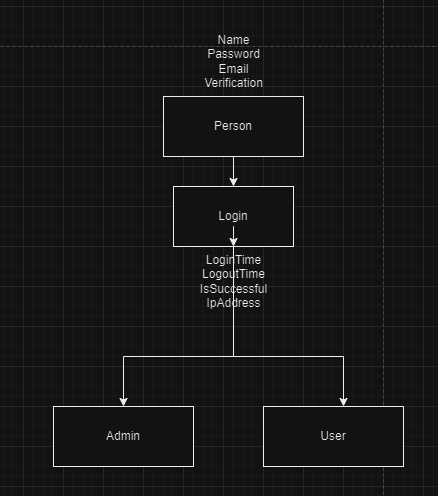 Name
Password
Email
Verification
Person
Login
LoginTime
LogoutTime
IsSuccessful
IpAddress
Admin
User